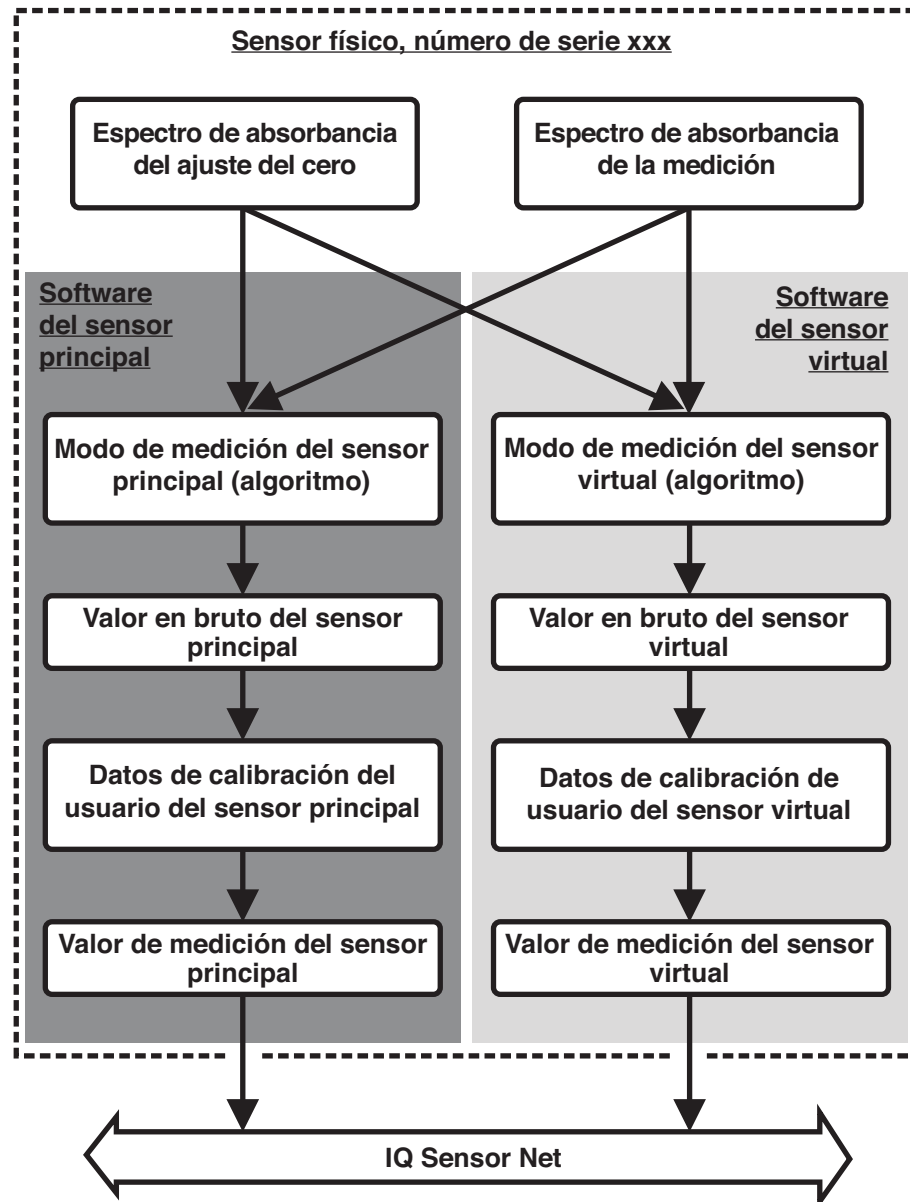 Sensor físico, número de serie xxx
Espectro de absorbancia
del ajuste del cero
Espectro de absorbancia
de la medición
Software
del sensor
principal
Software
del sensor
virtual
Modo de medición del sensor
principal (algoritmo)
Modo de medición del sensor
virtual (algoritmo)
Valor en bruto del sensor
principal
Valor en bruto del sensor
virtual
Datos de calibración del
usuario del sensor principal
Datos de calibración de
usuario del sensor virtual
Valor de medición del sensor
principal
Valor de medición del sensor
virtual
IQ Sensor Net